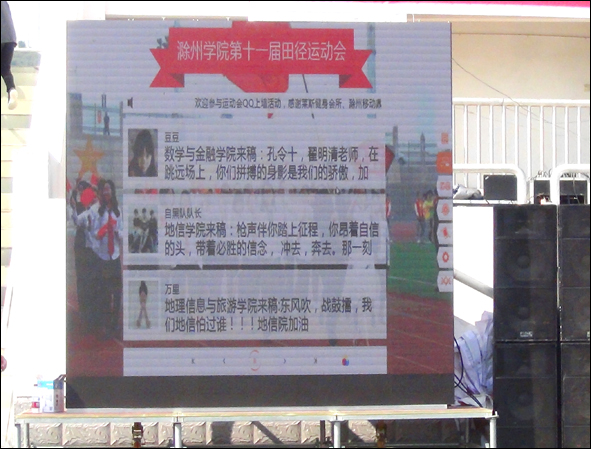 滁州学院第十一届田径运动会
欢迎参与运动会QQ上墙活动，感谢莱斯健身会所、滁州移动鼎
豆豆
数学与金融学院来稿：孔令十，翟明清老师，在
跳远场上，你们拼搏的身影是我们的骄傲，加
自第队队长
地信学院来稿：枪声伴你踏上征程，你昂着自信
的头，带着必胜的信念， 冲去，奔去。那一刻
万星
地理信息与旅游学院来稿:东风吹，战鼓擂，我
们地信怕过谁！！！地信院加油